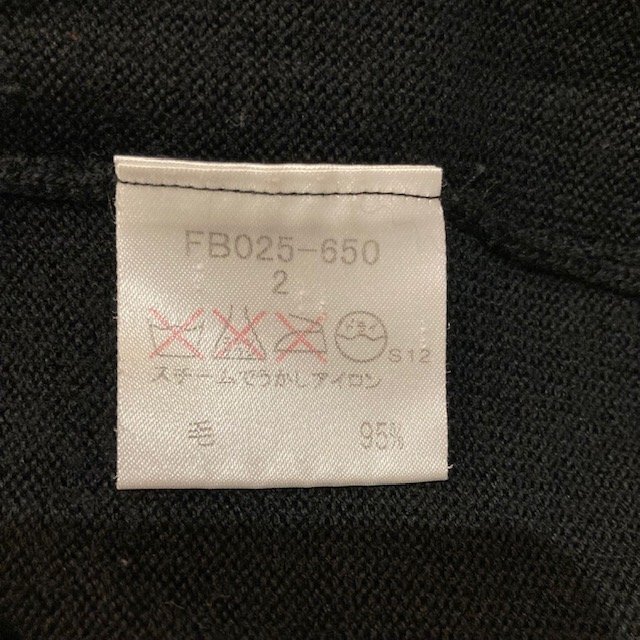 FB025-650
2
ドライ
S12
スチームでうかしアイロン
毛 95%